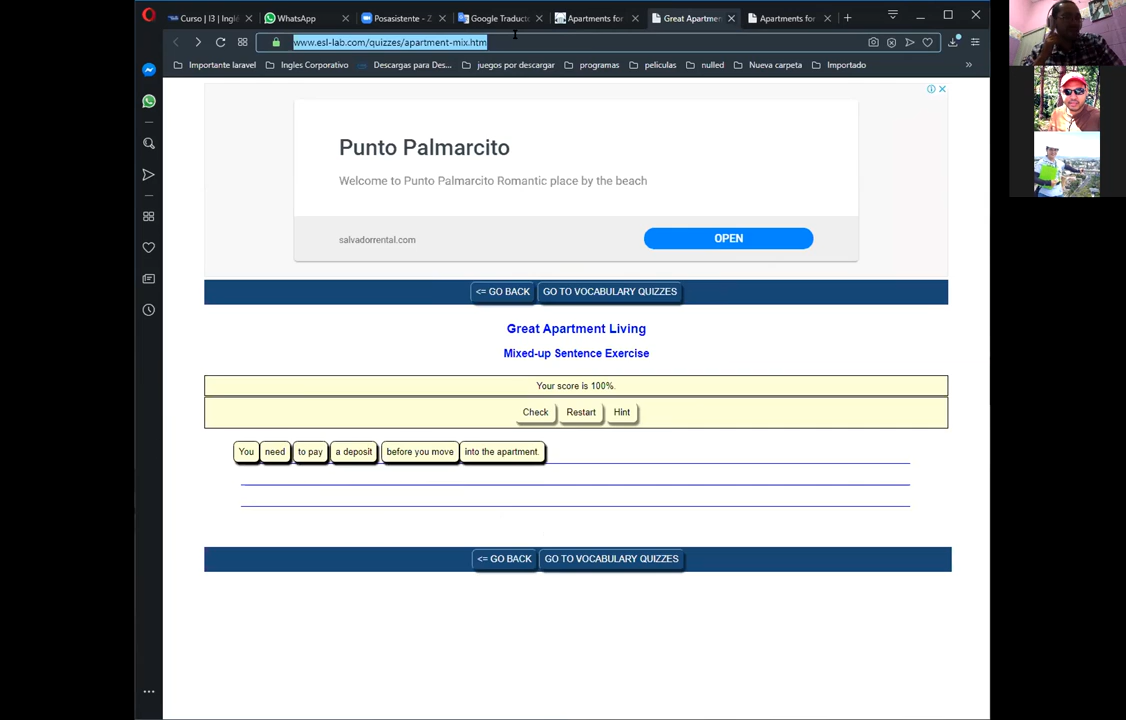 Curso | I3 | Inglé
WhatsApp
Posasistente - Z
Google Traducto
Apartments for
Great Apartmen
Apartments for
www.esl-lab.com/quizzes/apartment-mix.htm
Importante laravel
Ingles Corporativo
Descargas para Des...
juegos por descargar
programas
peliculas
nulled
Nueva carpeta
Importado
Punto Palmarcito
Welcome to Punto Palmarcito Romantic place by the beach
salvadorrental.com
OPEN
<= GO BACK
GO TO VOCABULARY QUIZZES
Great Apartment Living
Mixed-up Sentence Exercise
Your score is 100%.
Check Restart Hint
You need to pay a deposit before you move into the apartment.
<= GO BACK
GO TO VOCABULARY QUIZZES